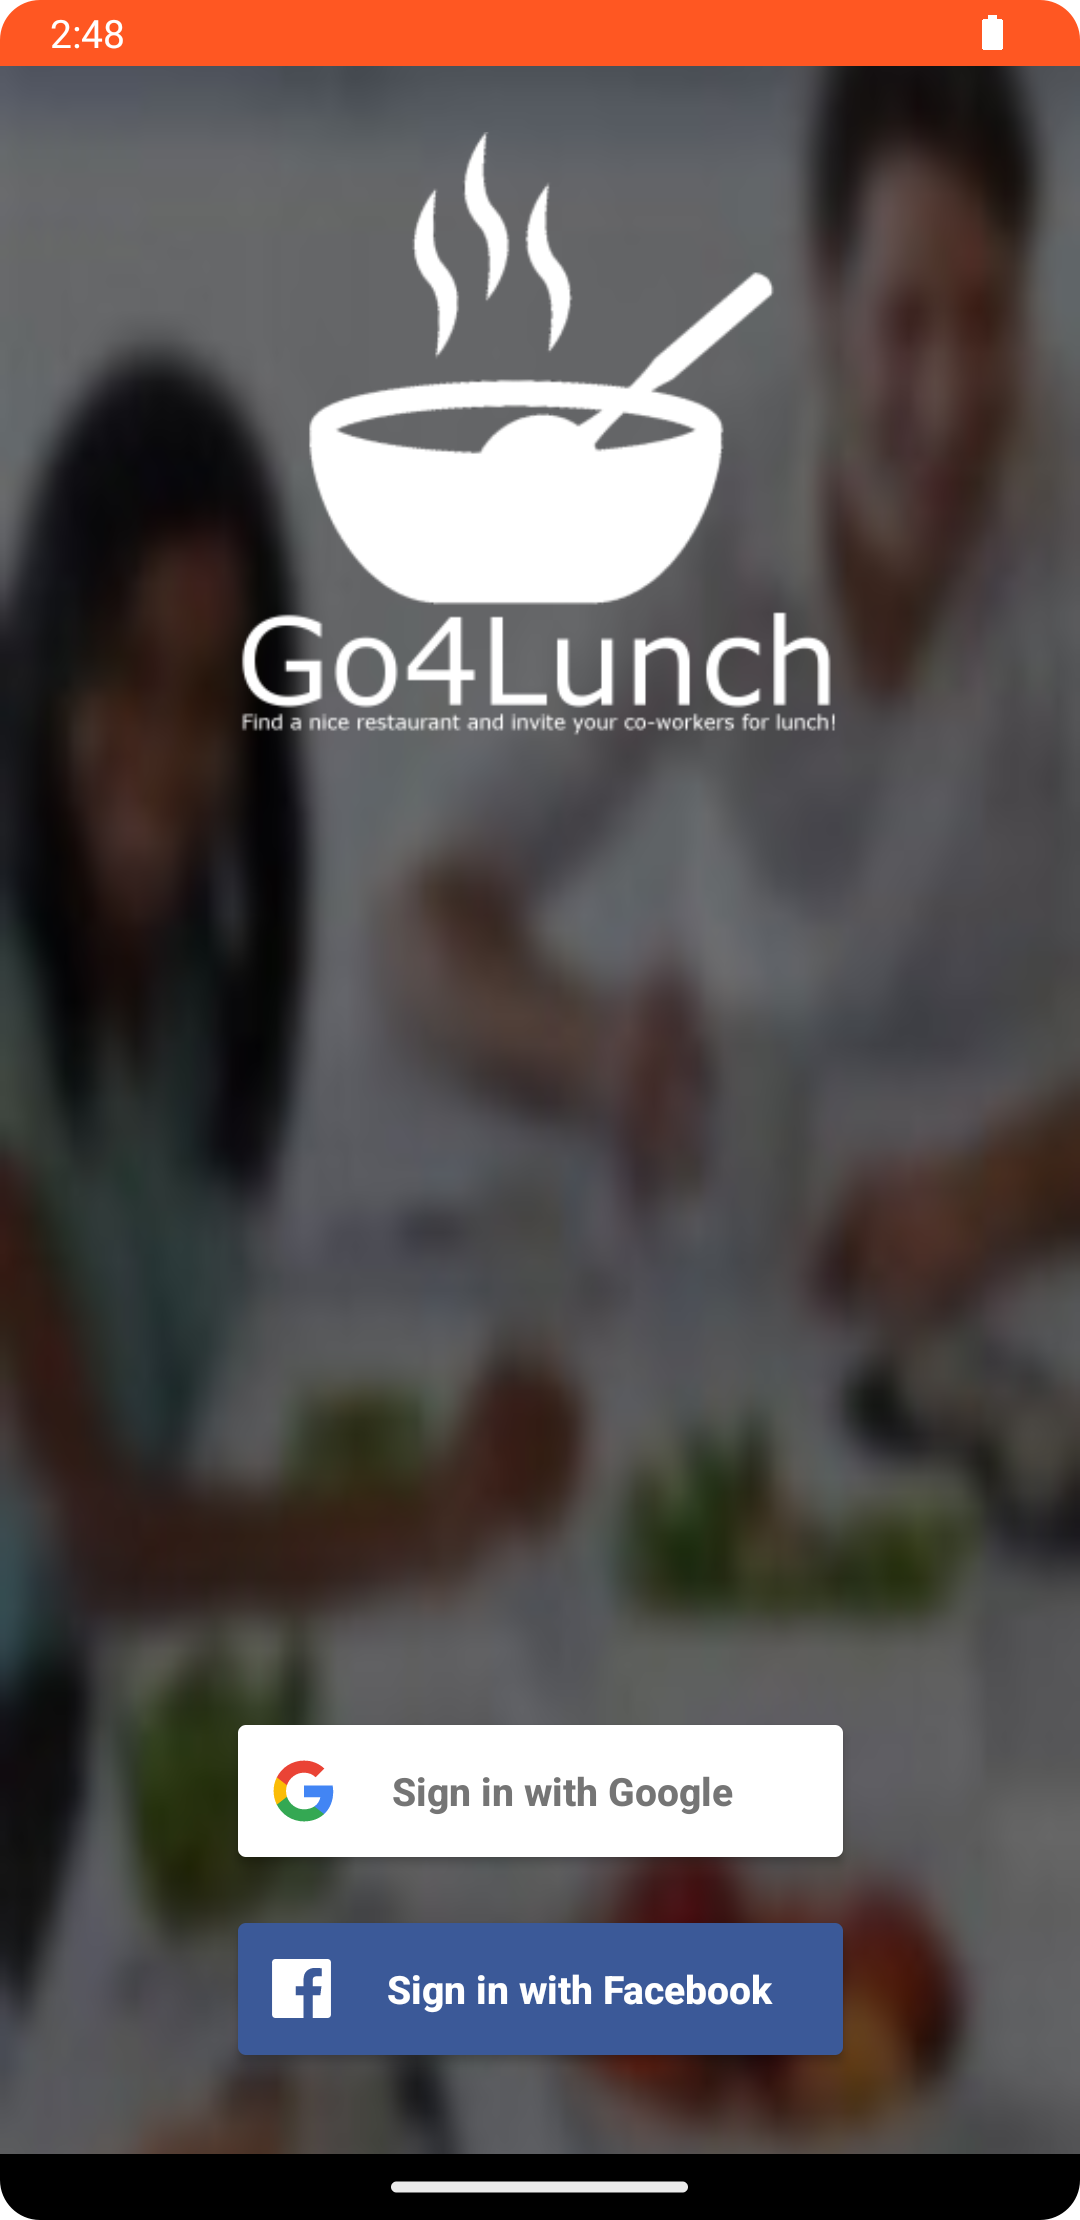 2:48
Go4Lunch
Find a nice restaurant and invite your co-workers for lunch!
Sign in with Google
Sign in with Facebook